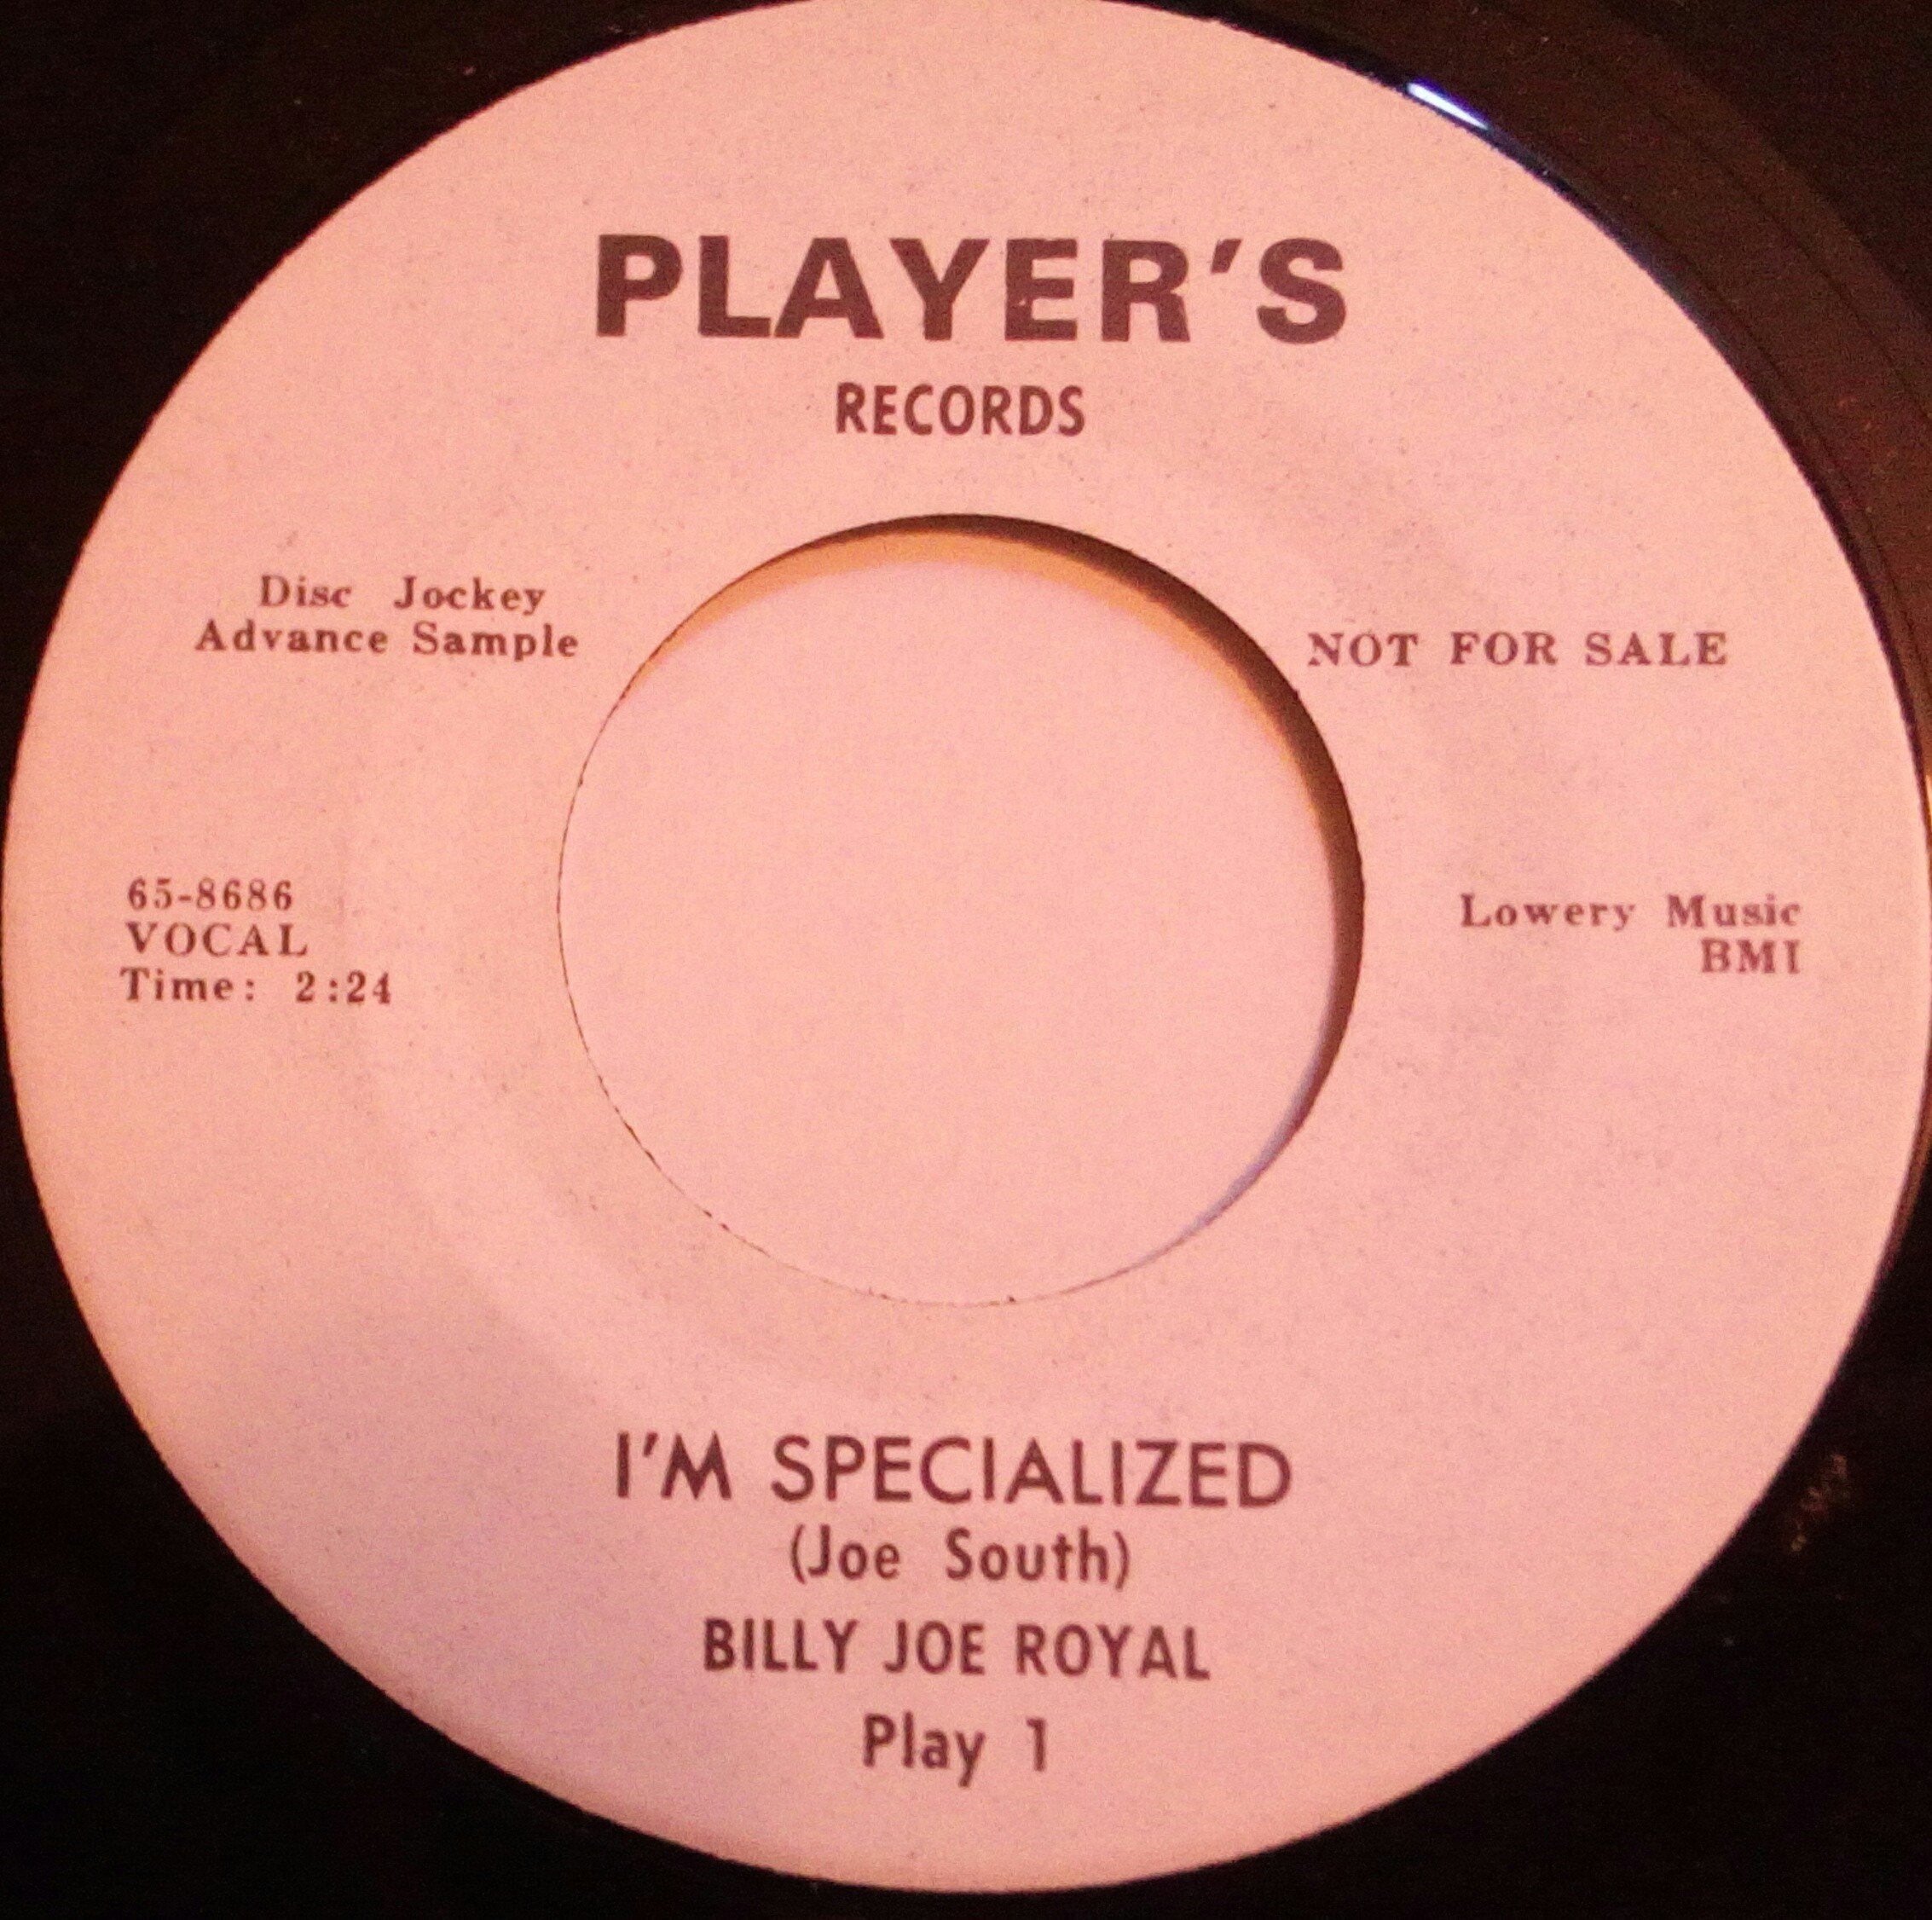 PLAYER'S
RECORDS
Disc Jockey
Advance Sample
NOT FOR SALE
65-8686
VOCAL
Time: 2:24
Lowery Music
BMI
I'M SPECIALIZED
(Joe South)
BILLY JOE ROYAL
Play 1